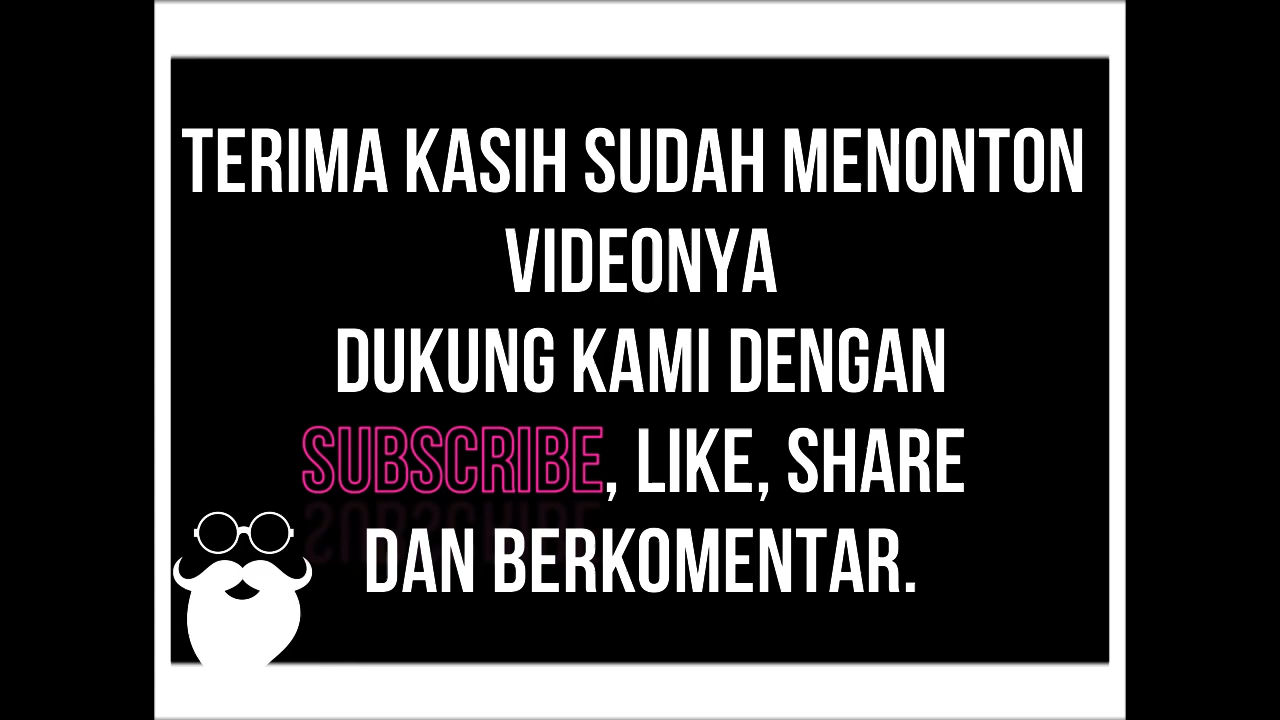 TERIMA KASIH SUDAH MENONTON
VIDEONYA
DUKUNG KAMI DENGAN
SUBSCRIBE, LIKE, SHARE
DAN BERKOMENTAR.